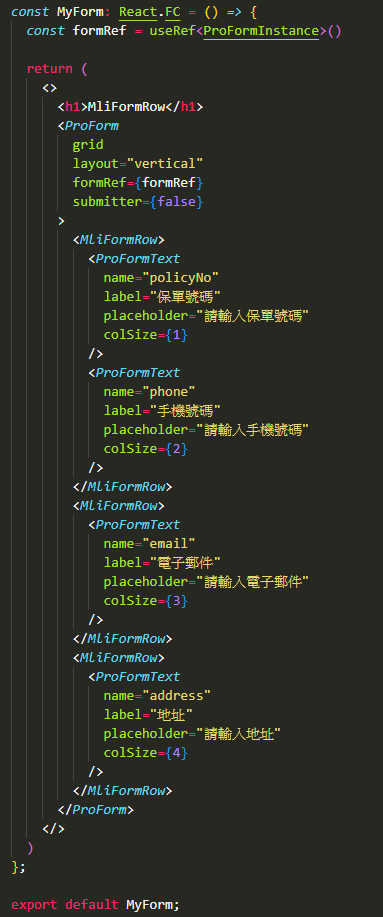 const MyForm: React.FC = () => {
  const formRef = useRef<ProFormInstance>()

  return (
    <>
      <h1>MliFormRow</h1>
      <ProForm
        grid
        layout="vertical"
        formRef={formRef}
        submitter={false}
      >
        <MliFormRow>
          <ProFormText
            name="policyNo"
            label="保單號碼"
            placeholder="請輸入保單號碼"
            colSize={1}
          />
          <ProFormText
            name="phone"
            label="手機號碼"
            placeholder="請輸入手機號碼"
            colSize={2}
          />
        </MliFormRow>
        <MliFormRow>
          <ProFormText
            name="email"
            label="電子郵件"
            placeholder="請輸入電子郵件"
            colSize={3}
          />
        </MliFormRow>
        <MliFormRow>
          <ProFormText
            name="address"
            label="地址"
            placeholder="請輸入地址"
            colSize={4}
          />
        </MliFormRow>
      </ProForm>
    </>
  )
};

export default MyForm;